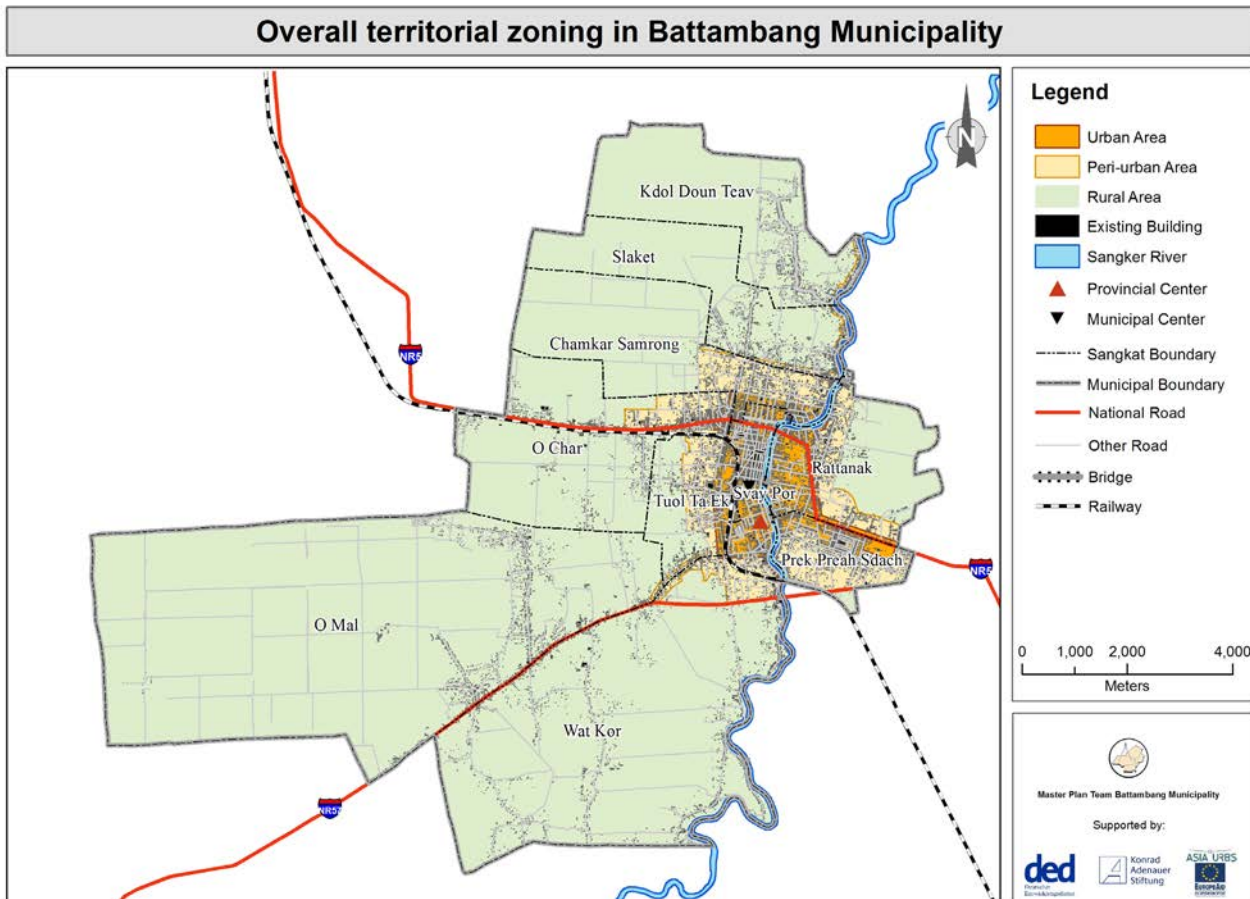 Overall territorial zoning in Battambang Municipality
N
Kdol Doun Teav
Slaket
Chamkar Samrong
NR5
O Char
Rattanak
Tuol Ta Ek
Svay Por
Prek Preah Sdach
NR5
O Mal
Wat Kor
Legend
Urban Area
Peri-urban Area
Rural Area
Existing Building
Sangker River
Provincial Center
Municipal Center
Sangkat Boundary
Municipal Boundary
National Road
Other Road
Bridge
Railway
0 1,000 2,000 4,000
Meters
Master Plan Team Battambang Municipality
Supported by:
ded
Konrad
Adenauer
Stiftung
ASIA URBS
EUROPEAID